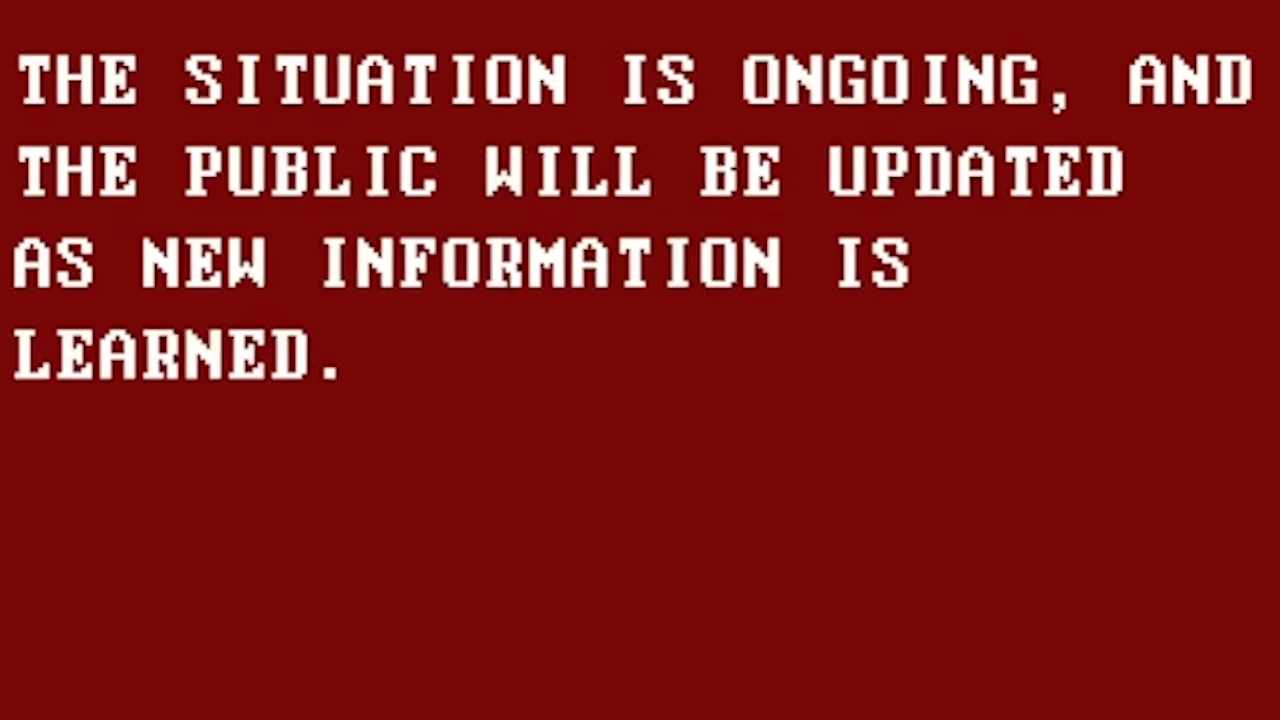 THE SITUATION IS ONGOING, AND
THE PUBLIC WILL BE UPDATED
AS NEW INFORMATION IS
LEARNED.